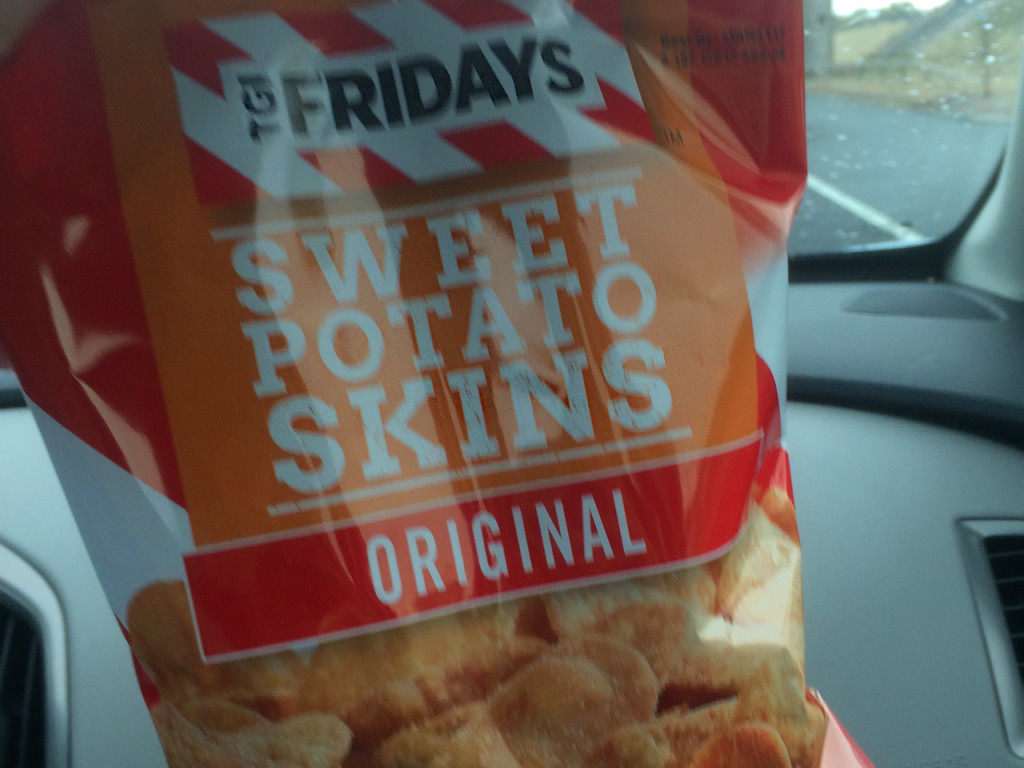 TGI FRIDAYS
SWEET
POTATO
SKINS
ORIGINAL